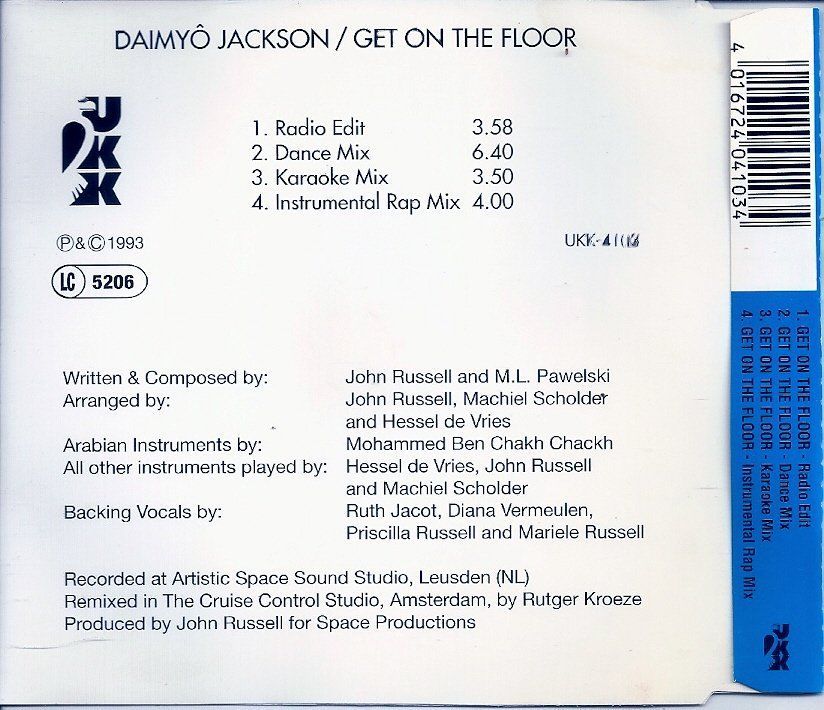 DAIMYÔ JACKSON / GET ON THE FLOOR
UKK
1. Radio Edit 3.58
2. Dance Mix 6.40
3. Karaoke Mix 3.50
4. Instrumental Rap Mix 4.00
Ⓟ&© 1993
LC 5206
Written & Composed by: John Russell and M.L. Pawelski
Arranged by: John Russell, Machiel Scholder
and Hessel de Vries
Arabian Instruments by: Mohammed Ben Chakh Chackh
All other instruments played by: Hessel de Vries, John Russell
and Machiel Scholder
Backing Vocals by: Ruth Jacot, Diana Vermeulen,
Priscilla Russell and Mariele Russell
Recorded at Artistic Space Sound Studio, Leusden (NL)
Remixed in The Cruise Control Studio, Amsterdam, by Rutger Kroeze
Produced by John Russell for Space Productions
4 016724 041034
1. GET ON THE FLOOR - Radio Edit
2. GET ON THE FLOOR - Dance Mix
3. GET ON THE FLOOR - Karaoke Mix
4. GET ON THE FLOOR - Instrumental Rap Mix
UKK